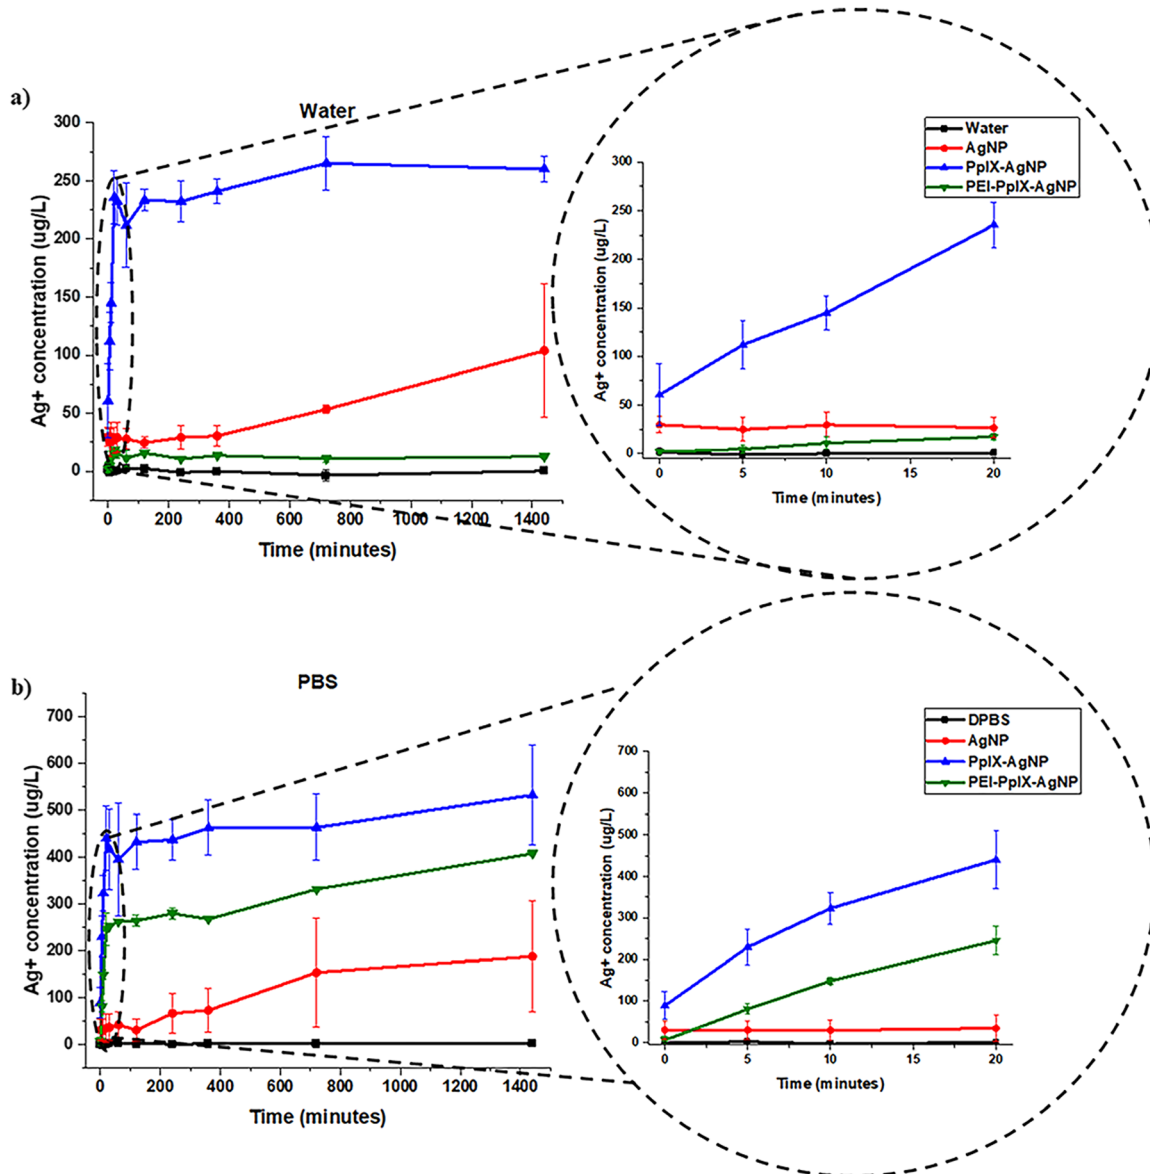 a)
Water
Ag+ concentration (ug/L)
300
250
200
150
100
50
0
0
200
400
600
800
1000
1200
1400
Time (minutes)
Water
AgNP
PpIX-AgNP
PEI-PpIX-AgNP
Ag+ concentration (ug/L)
300
250
200
150
100
50
0
0
5
10
15
20
Time (minutes)
b)
PBS
Ag+ concentration (ug/L)
700
600
500
400
300
200
100
0
0
200
400
600
800
1000
1200
1400
Time (minutes)
DPBS
AgNP
PpIX-AgNP
PEI-PpIX-AgNP
Ag+ concentration (ug/L)
700
600
500
400
300
200
100
0
0
5
10
15
20
Time (minutes)